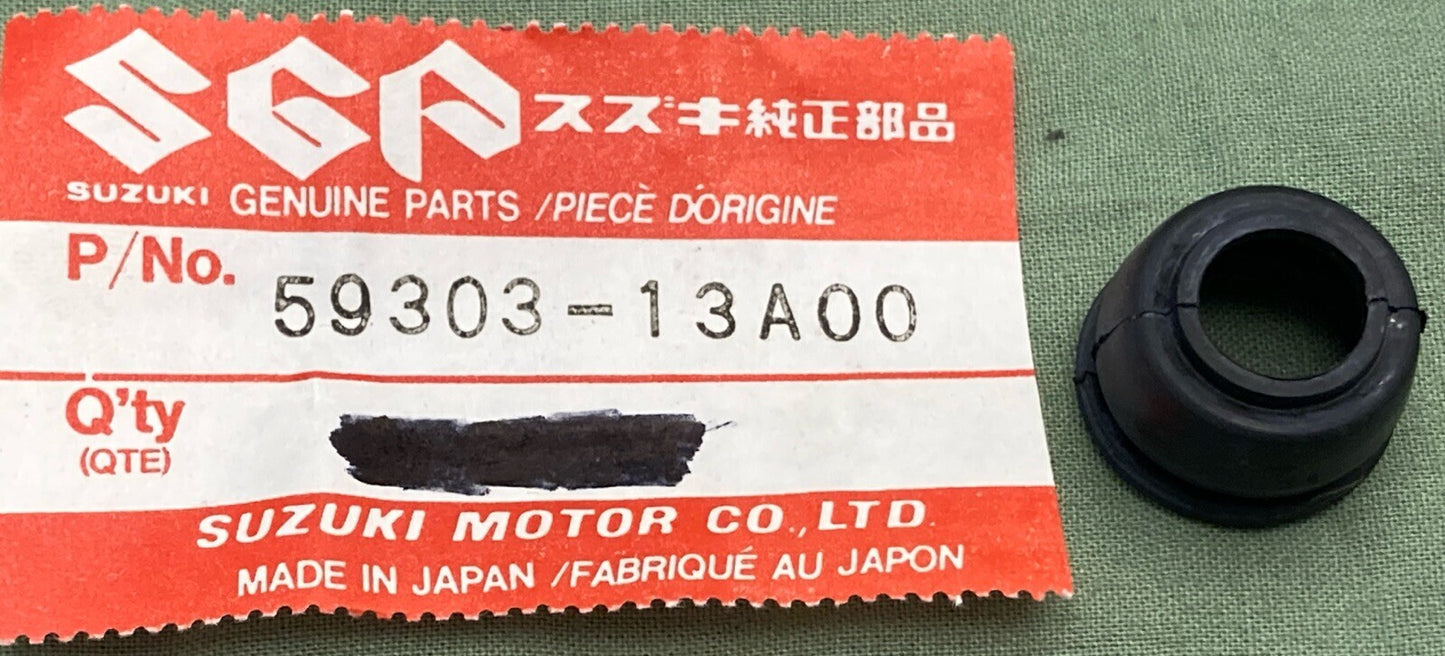 SGP スズキ純正部品
SUZUKI GENUINE PARTS /PIECÈ D'ORIGINE
P/No. 59303-13A00
Q'ty
(QTE)
SUZUKI MOTOR CO., LTD.
MADE IN JAPAN /FABRIQUÉ AU JAPON